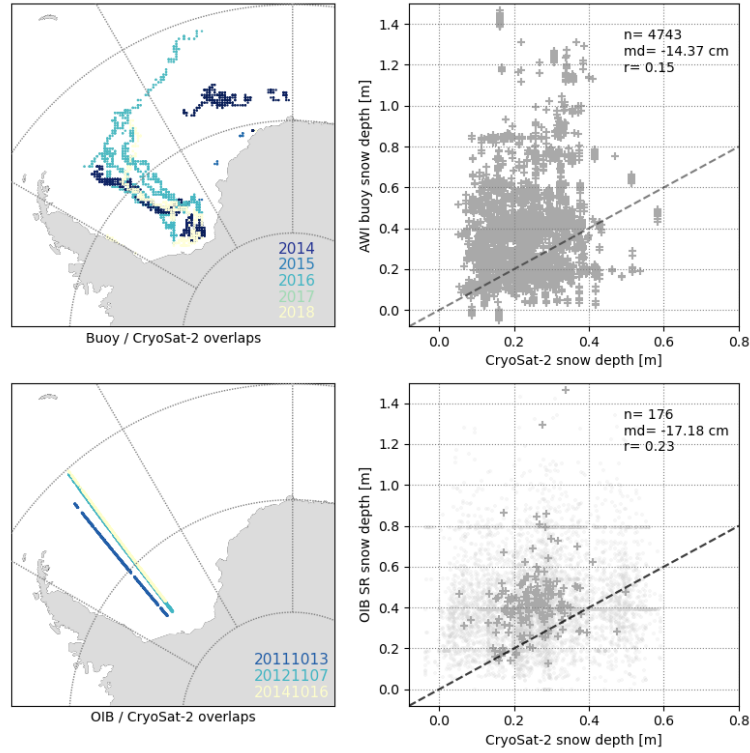 2014
2015
2016
2017
2018
Buoy / CryoSat-2 overlaps
AWI buoy snow depth [m]
1.4
1.2
1.0
0.8
0.6
0.4
0.2
0.0
n= 4743
md= -14.37 cm
r= 0.15
0.0 0.2 0.4 0.6 0.8
CryoSat-2 snow depth [m]
20111013
20121107
20141016
OIB / CryoSat-2 overlaps
OIB SR snow depth [m]
1.4
1.2
1.0
0.8
0.6
0.4
0.2
0.0
n= 176
md= -17.18 cm
r= 0.23
0.0 0.2 0.4 0.6 0.8
CryoSat-2 snow depth [m]